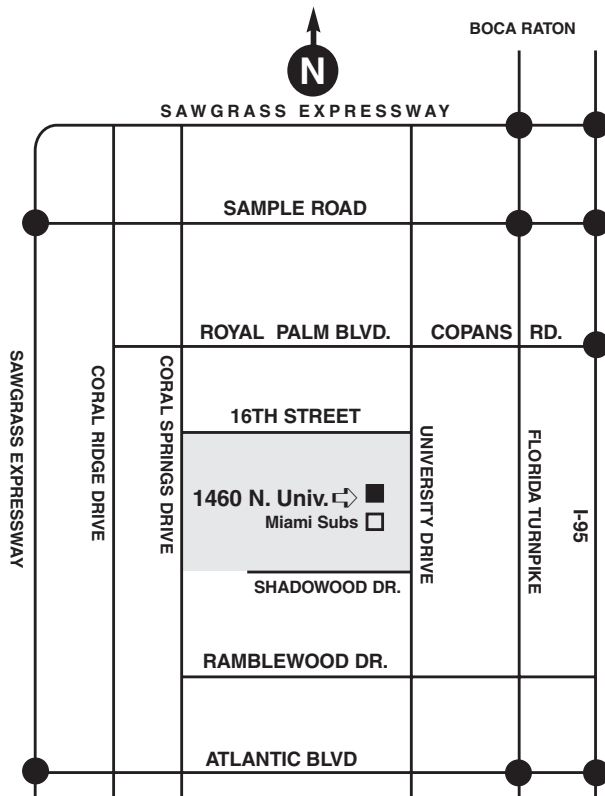 BOCA RATON
N
SAWGRASS EXPRESSWAY
SAMPLE ROAD
ROYAL PALM BLVD. COPANS RD.
SAWGRASS EXPRESSWAY
CORAL RIDGE DRIVE
CORAL SPRINGS DRIVE
16TH STREET
1460 N. Univ.
Miami Subs
UNIVERSITY DRIVE
FLORIDA TURNPIKE
I-95
SHADOWOOD DR.
RAMBLEWOOD DR.
ATLANTIC BLVD